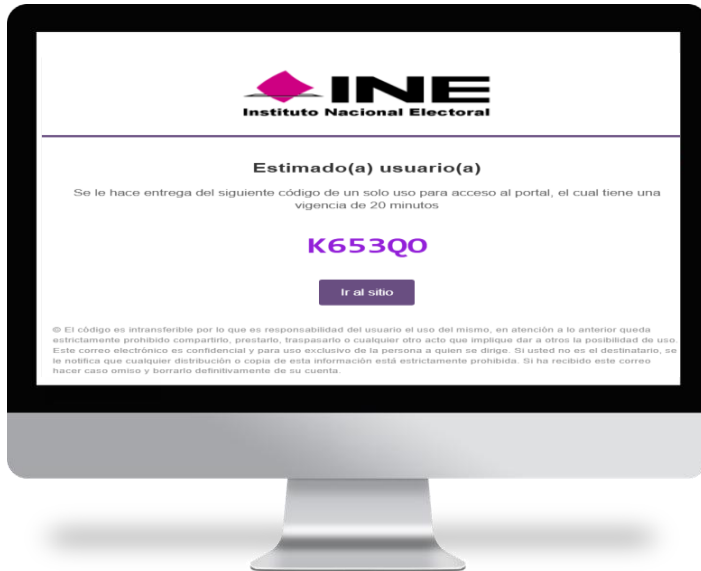 INE
Instituto Nacional Electoral
Estimado(a) usuario(a)
Se le hace entrega del siguiente código de un solo uso para acceso al portal, el cual tiene una
vigencia de 20 minutos
K653QO
Ir al sitio
© El código es intransferible por lo que es responsabilidad del usuario el uso del mismo, en atención a lo anterior queda
estrictamente prohibido compartirlo, prestarlo, traspasarlo o cualquier otro acto que implique dar a otros la posibilidad de uso.
Este correo electrónico es confidencial y para uso exclusivo de la persona a quien se dirige. Si usted no es el destinatario, se
le notifica que cualquier distribución o copia de esta información está estrictamente prohibida. Si ha recibido este correo
hacer caso omiso y borrarlo definitivamente de su cuenta.